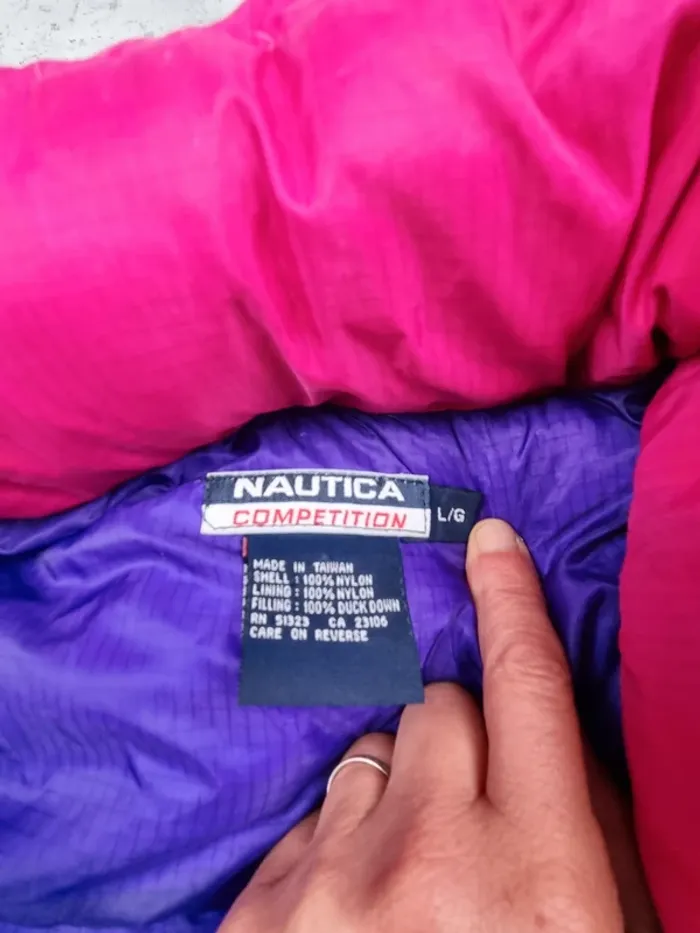 NAUTICA
COMPETITION
L/G
MADE IN TAIWAN
SHELL : 100% NYLON
LINING : 100% NYLON
FILLING : 100% DUCK DOWN
RN 51323 CA 23106
CARE ON REVERSE